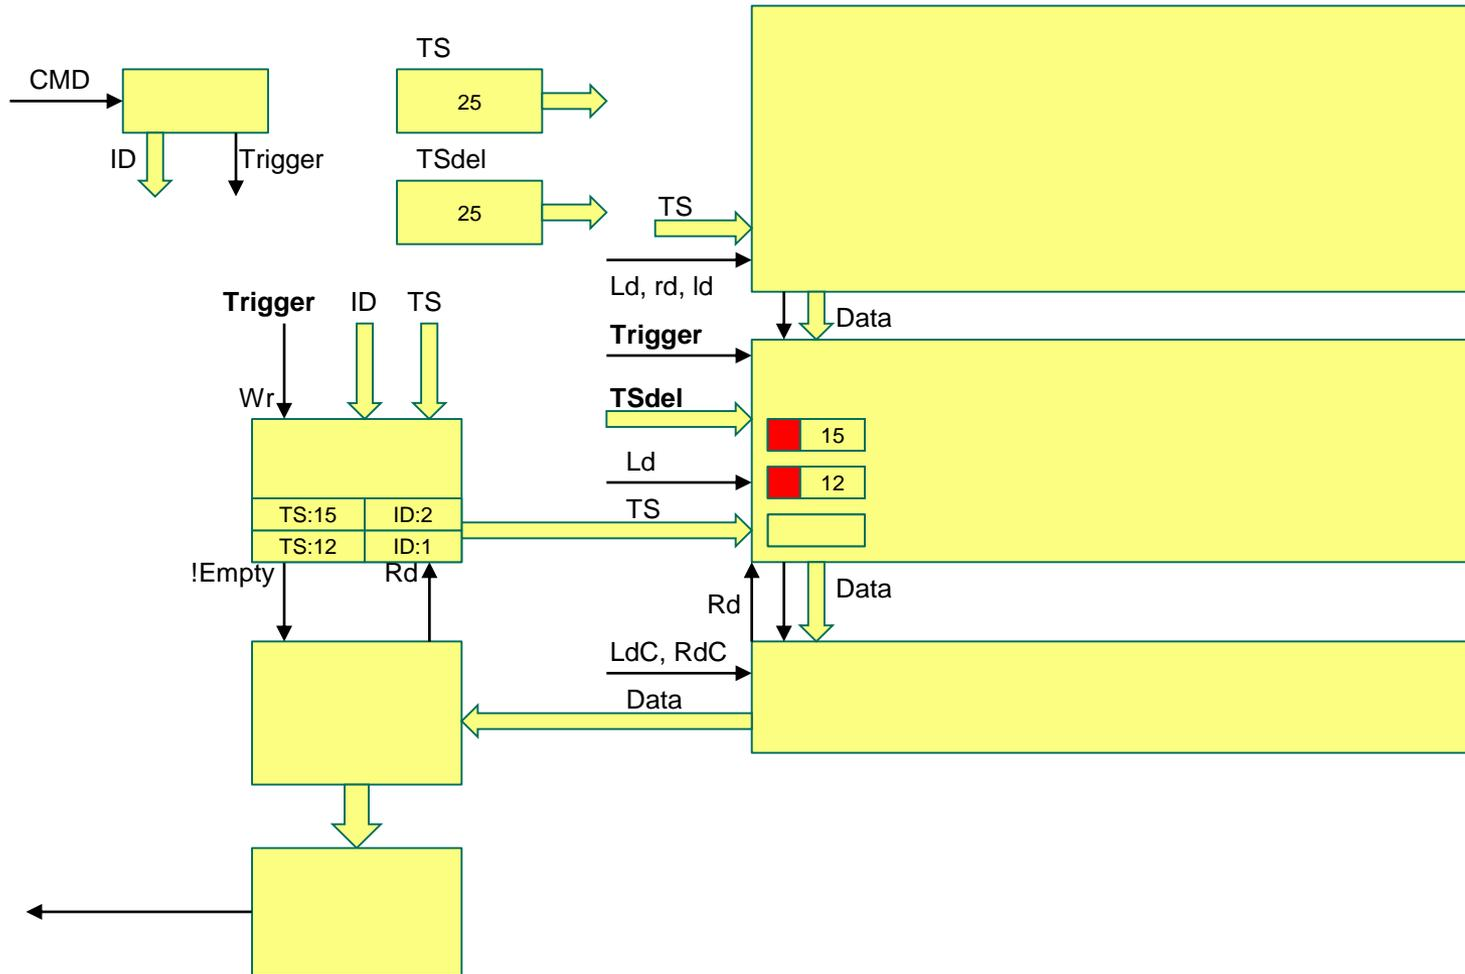 TS
CMD
25
ID
Trigger
TSdel
25
TS
Ld, rd, ld
Trigger
ID
TS
Data
Trigger
Wr
TSdel
15
Ld
12
TS
TS:15
ID:2
TS:12
ID:1
!Empty
Rd
Data
Rd
LdC, RdC
Data